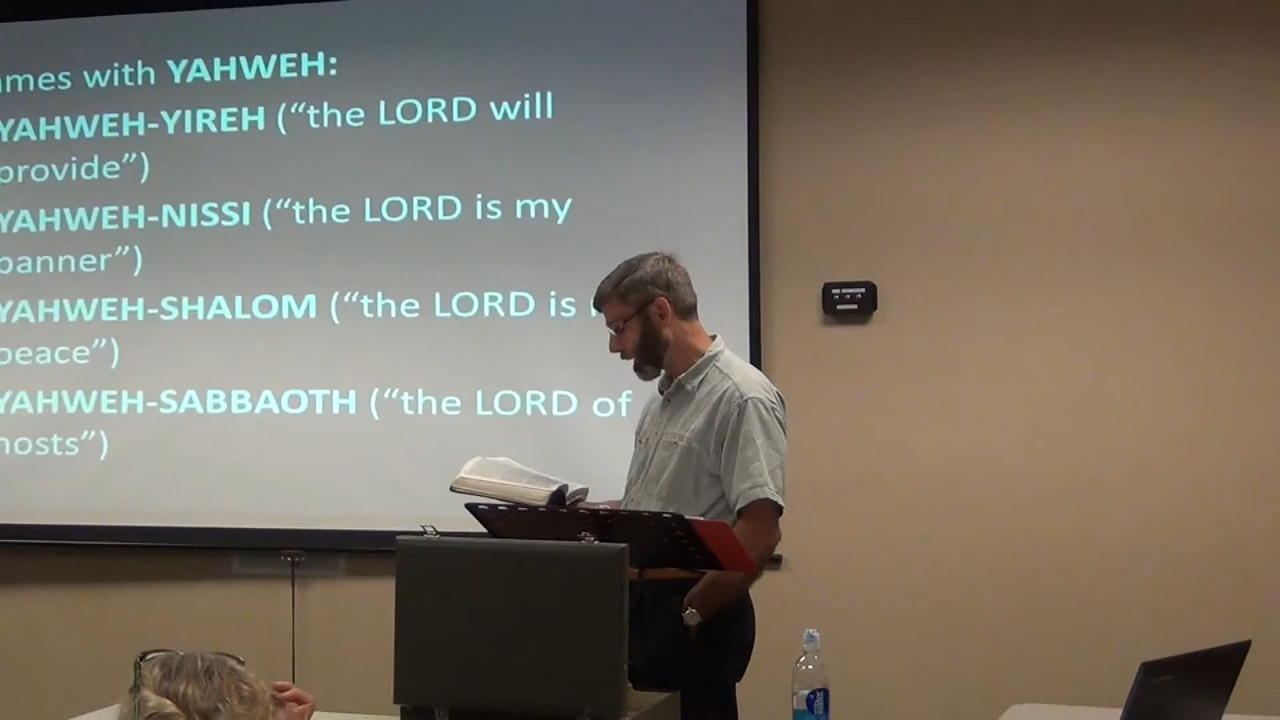 with YAHWEH:
YAHWEH-YIREH (“the LORD will
provide”)
YAHWEH-NISSI (“the LORD is my
banner”)
YAHWEH-SHALOM (“the LORD is
peace”)
YAHWEH-SABBAOTH (“the LORD of
hosts”)